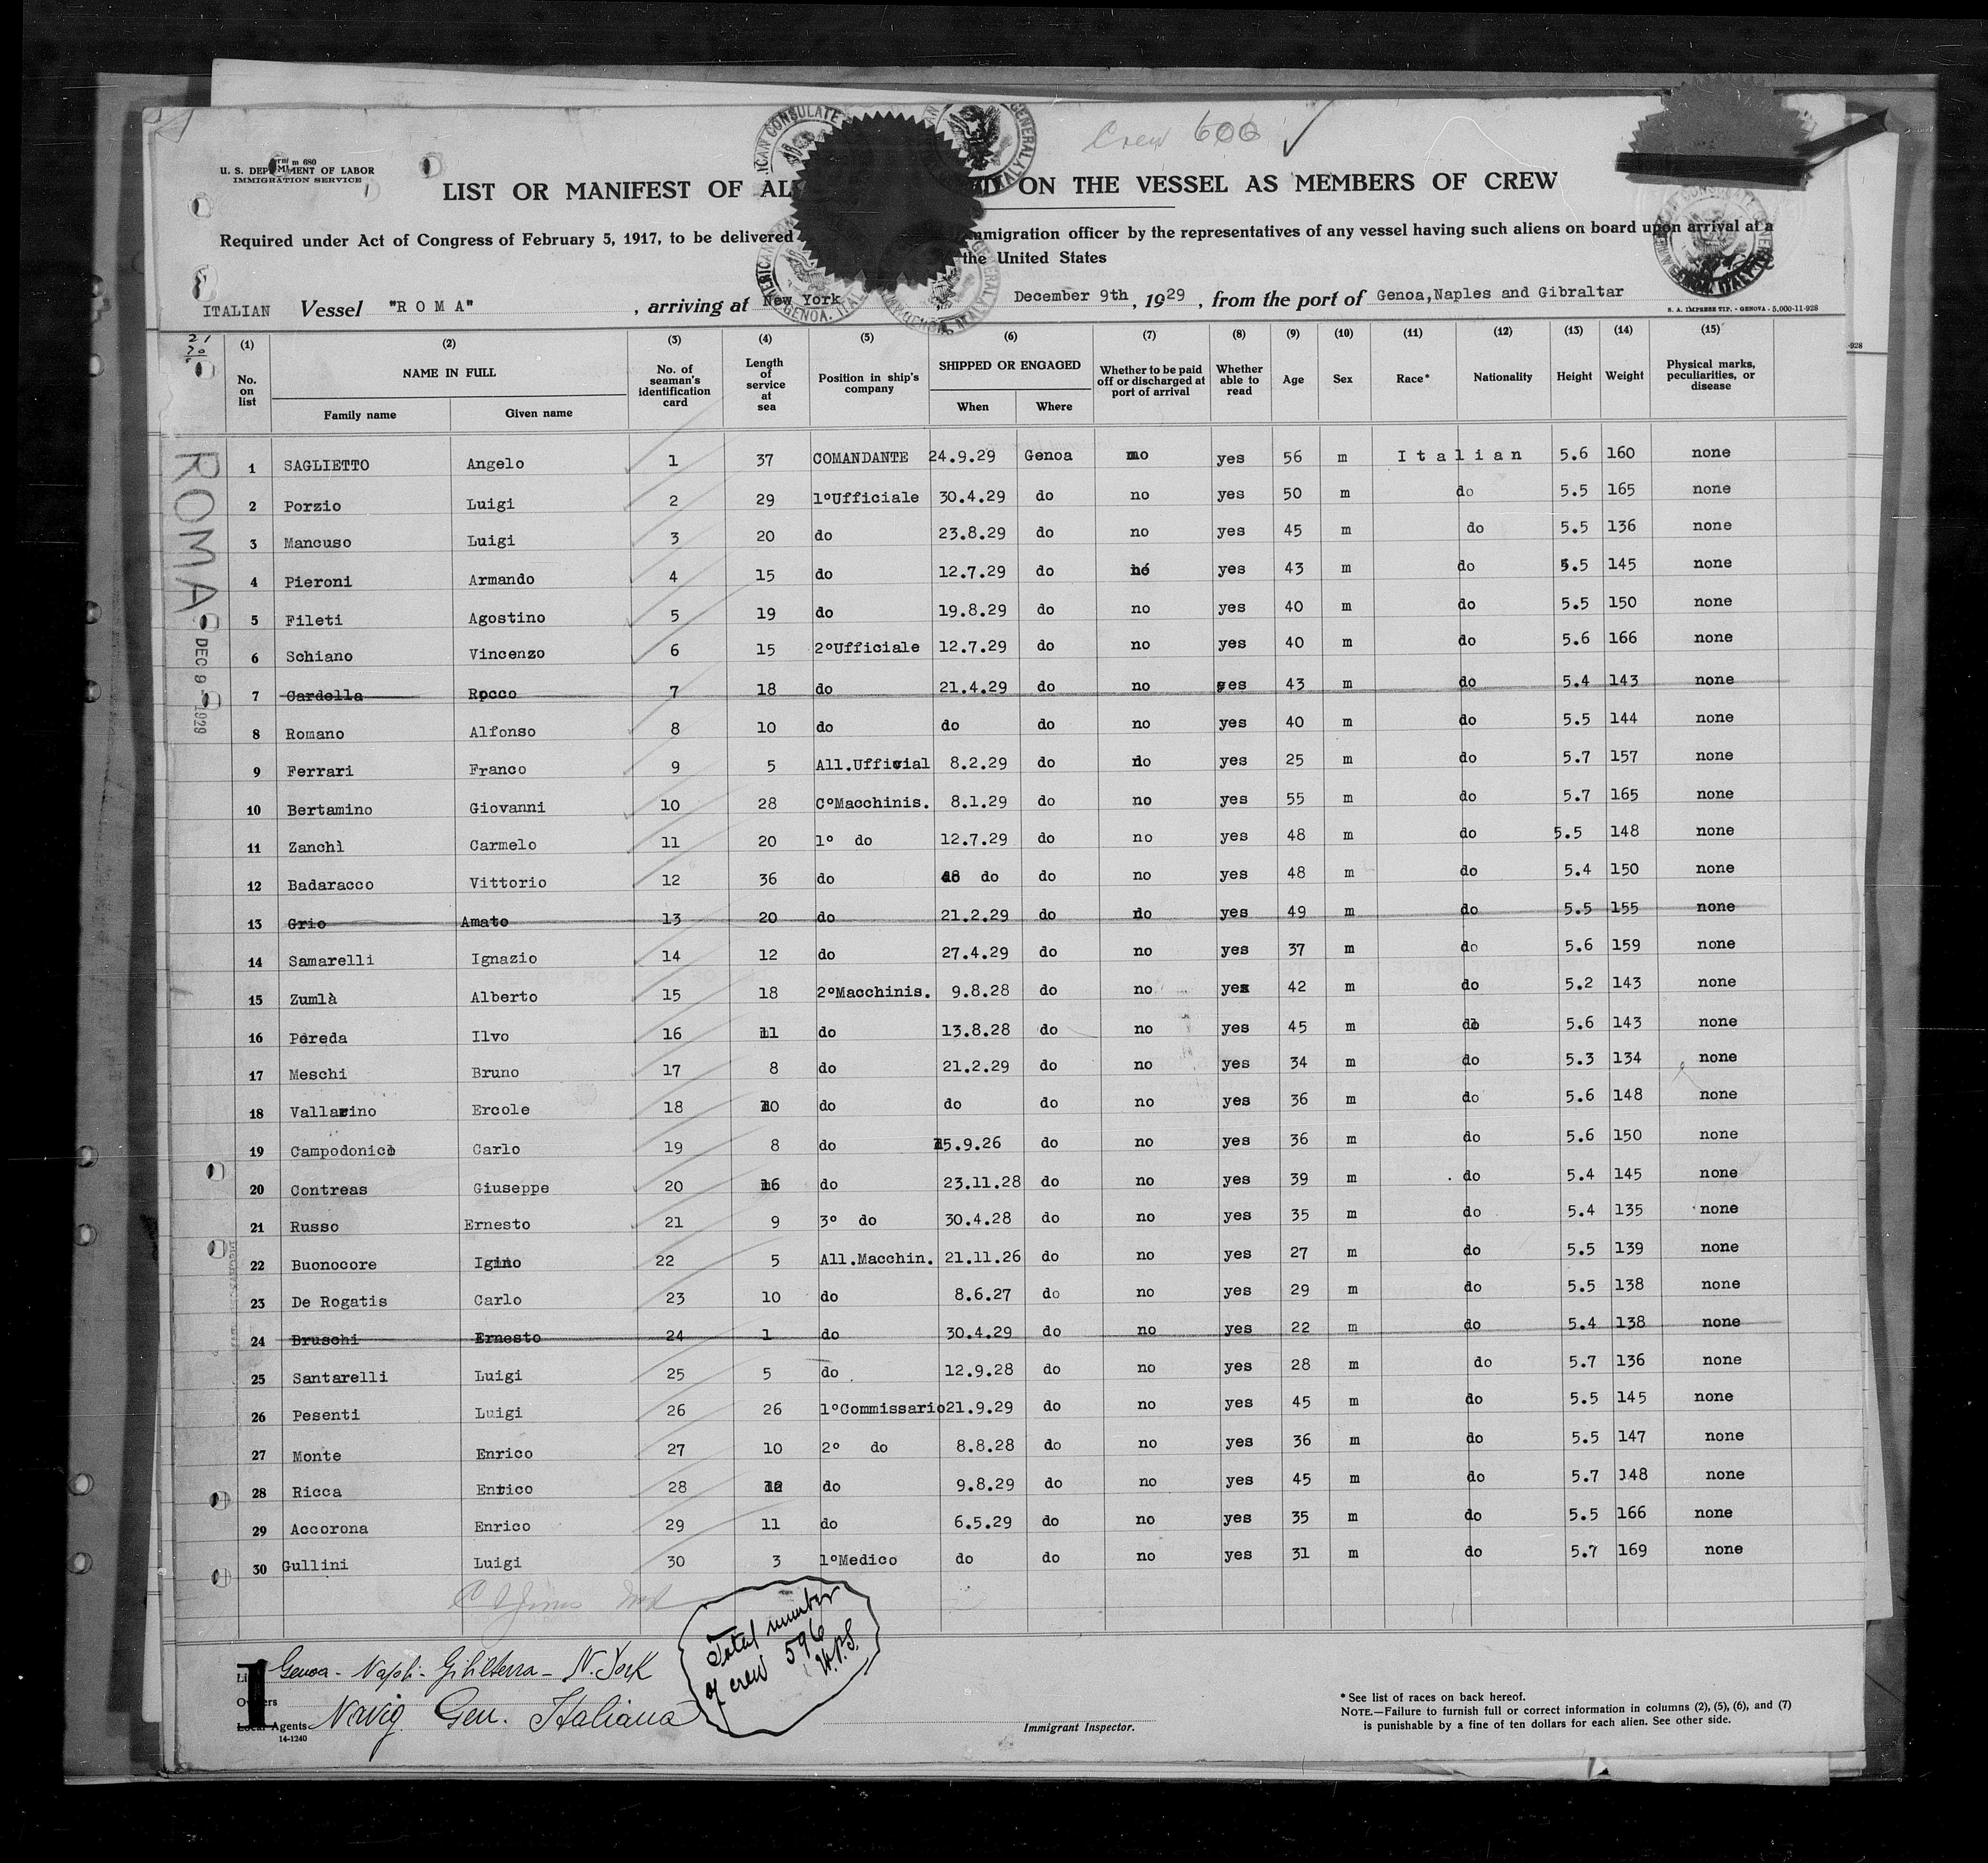 Crew 606 ✓
Form 680
U. S. DEPARTMENT OF LABOR
IMMIGRATION SERVICE
LIST OR MANIFEST OF AL ON THE VESSEL AS MEMBERS OF CREW
Required under Act of Congress of February 5, 1917, to be delivered immigration officer by the representatives of any vessel having such aliens on board upon arrival at a
the United States
ITALIAN Vessel "R O M A" , arriving at New York December 9th, 1929, from the port of Genoa,Naples and Gibraltar
S. A. IMPRESE TIP. - GENOVA - 5,000-11-928
(1) (2) (3) (4) (5) (6) (7) (8) (9) (10) (11) (12) (13) (14) (15)
No. on list NAME IN FULL Family name Given name No. of seaman's identification card Length of service at sea Position in ship's company SHIPPED OR ENGAGED When Where Whether to be paid off or discharged at port of arrival Whether able to read Age Sex Race* Nationality Height Weight Physical marks, peculiarities, or disease
ROMA
DEC 9 - 1929
1 SAGLIETTO Angelo 1 37 COMANDANTE 24.9.29 Genoa no yes 56 m I t a l i a n 5.6 160 none
2 Porzio Luigi 2 29 1ºUfficiale 30.4.29 do no yes 50 m do 5.5 165 none
3 Mancuso Luigi 3 20 do 23.8.29 do no yes 45 m do 5.5 136 none
4 Pieroni Armando 4 15 do 12.7.29 do no yes 43 m do 5.5 145 none
5 Fileti Agostino 5 19 do 19.8.29 do no yes 40 m do 5.5 150 none
6 Schiano Vincenzo 6 15 2ºUfficiale 12.7.29 do no yes 40 m do 5.6 166 none
7 Cardella Rocco 7 18 do 21.4.29 do no yes 43 m do 5.4 143 none
8 Romano Alfonso 8 10 do do do no yes 40 m do 5.5 144 none
9 Ferrari Franco 9 5 All.Official 8.2.29 do no yes 25 m do 5.7 157 none
10 Bertamino Giovanni 10 28 CºMacchinis. 8.1.29 do no yes 55 m do 5.7 165 none
11 Zanchì Carmelo 11 20 1º do 12.7.29 do no yes 48 m do 5.5 148 none
12 Badaracco Vittorio 12 36 do do do no yes 48 m do 5.4 150 none
13 Grio Amato 13 20 do 21.2.29 do no yes 49 m do 5.5 155 none
14 Samarelli Ignazio 14 12 do 27.4.29 do no yes 37 m do 5.6 159 none
15 Zumlà Alberto 15 18 2ºMacchinis. 9.8.28 do no yes 42 m do 5.2 143 none
16 Pereda Ilvo 16 11 do 13.8.28 do no yes 45 m do 5.6 143 none
17 Meschi Bruno 17 8 do 21.2.29 do no yes 34 m do 5.3 134 none
18 Vallarino Ercole 18 10 do do do no yes 36 m do 5.6 148 none
19 Campodonico Carlo 19 8 do 15.9.26 do no yes 36 m do 5.6 150 none
20 Contreas Giuseppe 20 16 do 23.11.28 do no yes 39 m do 5.4 145 none
21 Russo Ernesto 21 9 3º do 30.4.28 do no yes 35 m do 5.4 135 none
22 Buonocore Igino 22 5 All.Macchin. 21.11.26 do no yes 27 m do 5.5 139 none
23 De Rogatis Carlo 23 10 do 8.6.27 do no yes 29 m do 5.5 138 none
24 Bruschi Ernesto 24 1 do 30.4.29 do no yes 22 m do 5.4 138 none
25 Santarelli Luigi 25 5 do 12.9.28 do no yes 28 m do 5.7 136 none
26 Pesenti Luigi 26 26 1ºCommissario 21.9.29 do no yes 45 m do 5.5 145 none
27 Monte Enrico 27 10 2º do 8.8.28 do no yes 36 m do 5.5 147 none
28 Ricca Enrico 28 do 9.8.29 do no yes 45 m do 5.7 148 none
29 Accorona Enrico 29 11 do 6.5.29 do no yes 35 m do 5.5 166 none
30 Gullini Luigi 30 3 1ºMedico do do no yes 31 m do 5.7 169 none
Total number
of crew 596
H.P.S.
Genoa - Napoli - Gibilterra - N. York
Owners Navig. Gen. Italiana
Local Agents
14-1240
Immigrant Inspector.
* See list of races on back hereof.
NOTE.—Failure to furnish full or correct information in columns (2), (5), (6), and (7)
is punishable by a fine of ten dollars for each alien. See other side.